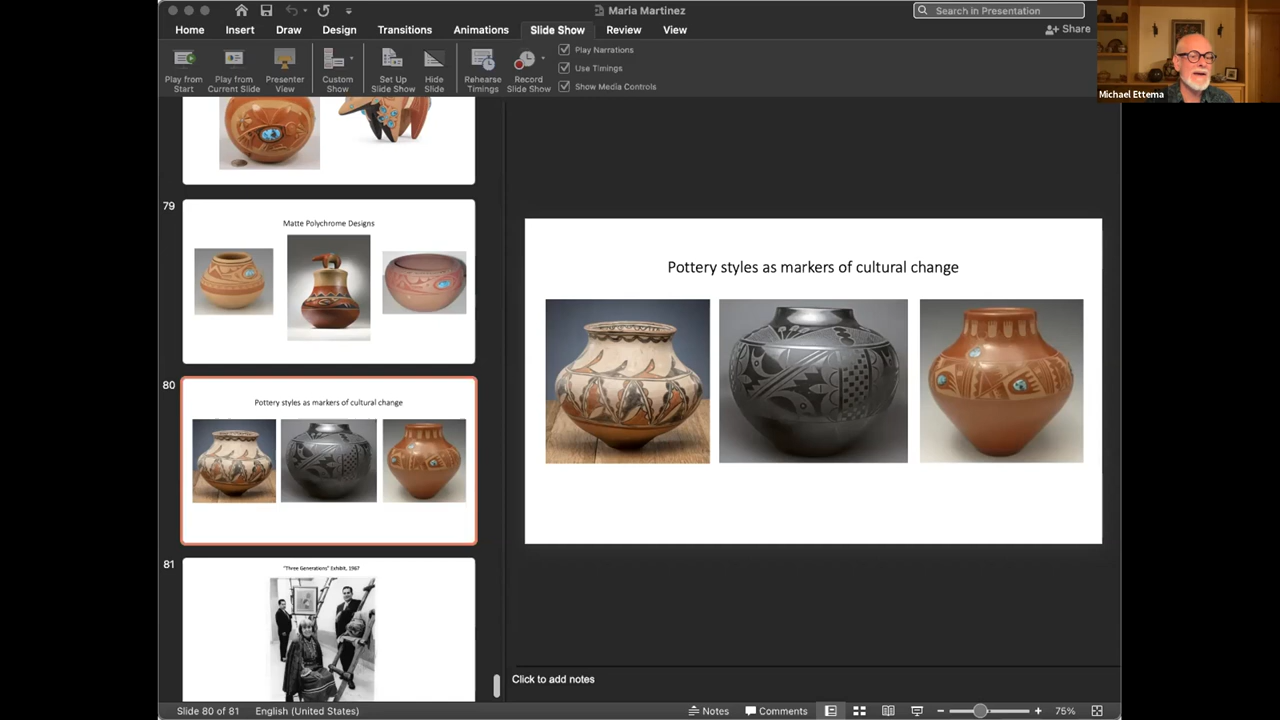 Maria Martinez
Search in Presentation
Home Insert Draw Design Transitions Animations Slide Show Review View
Share
Play from Start
Play from Current Slide
Presenter View
Custom Show
Set Up Slide Show
Hide Slide
Rehearse Timings
Record Slide Show
Play Narrations
Use Timings
Show Media Controls
Michael Ettema
79
Matte Polychrome Designs
80
Pottery styles as markers of cultural change
81
"Three Generations" Exhibit, 1967
Pottery styles as markers of cultural change
Click to add notes
Slide 80 of 81 English (United States) Notes Comments 75%